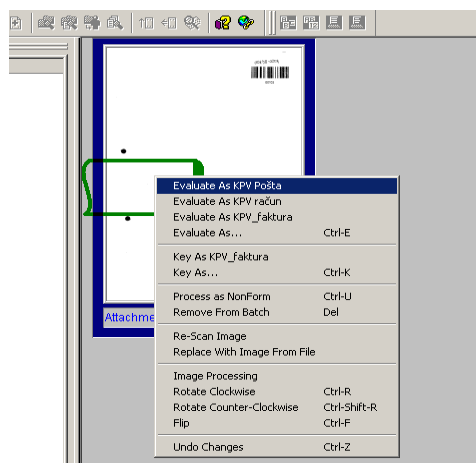 Evaluate As KPV Pošta
Evaluate As KPV račun
Evaluate As KPV_faktura
Evaluate As... Ctrl-E
Key As KPV_faktura
Key As... Ctrl-K
Process as NonForm Ctrl-U
Remove From Batch Del
Re-Scan Image
Replace With Image From File
Image Processing
Rotate Clockwise Ctrl-R
Rotate Counter-Clockwise Ctrl-Shift-R
Flip Ctrl-F
Undo Changes Ctrl-Z